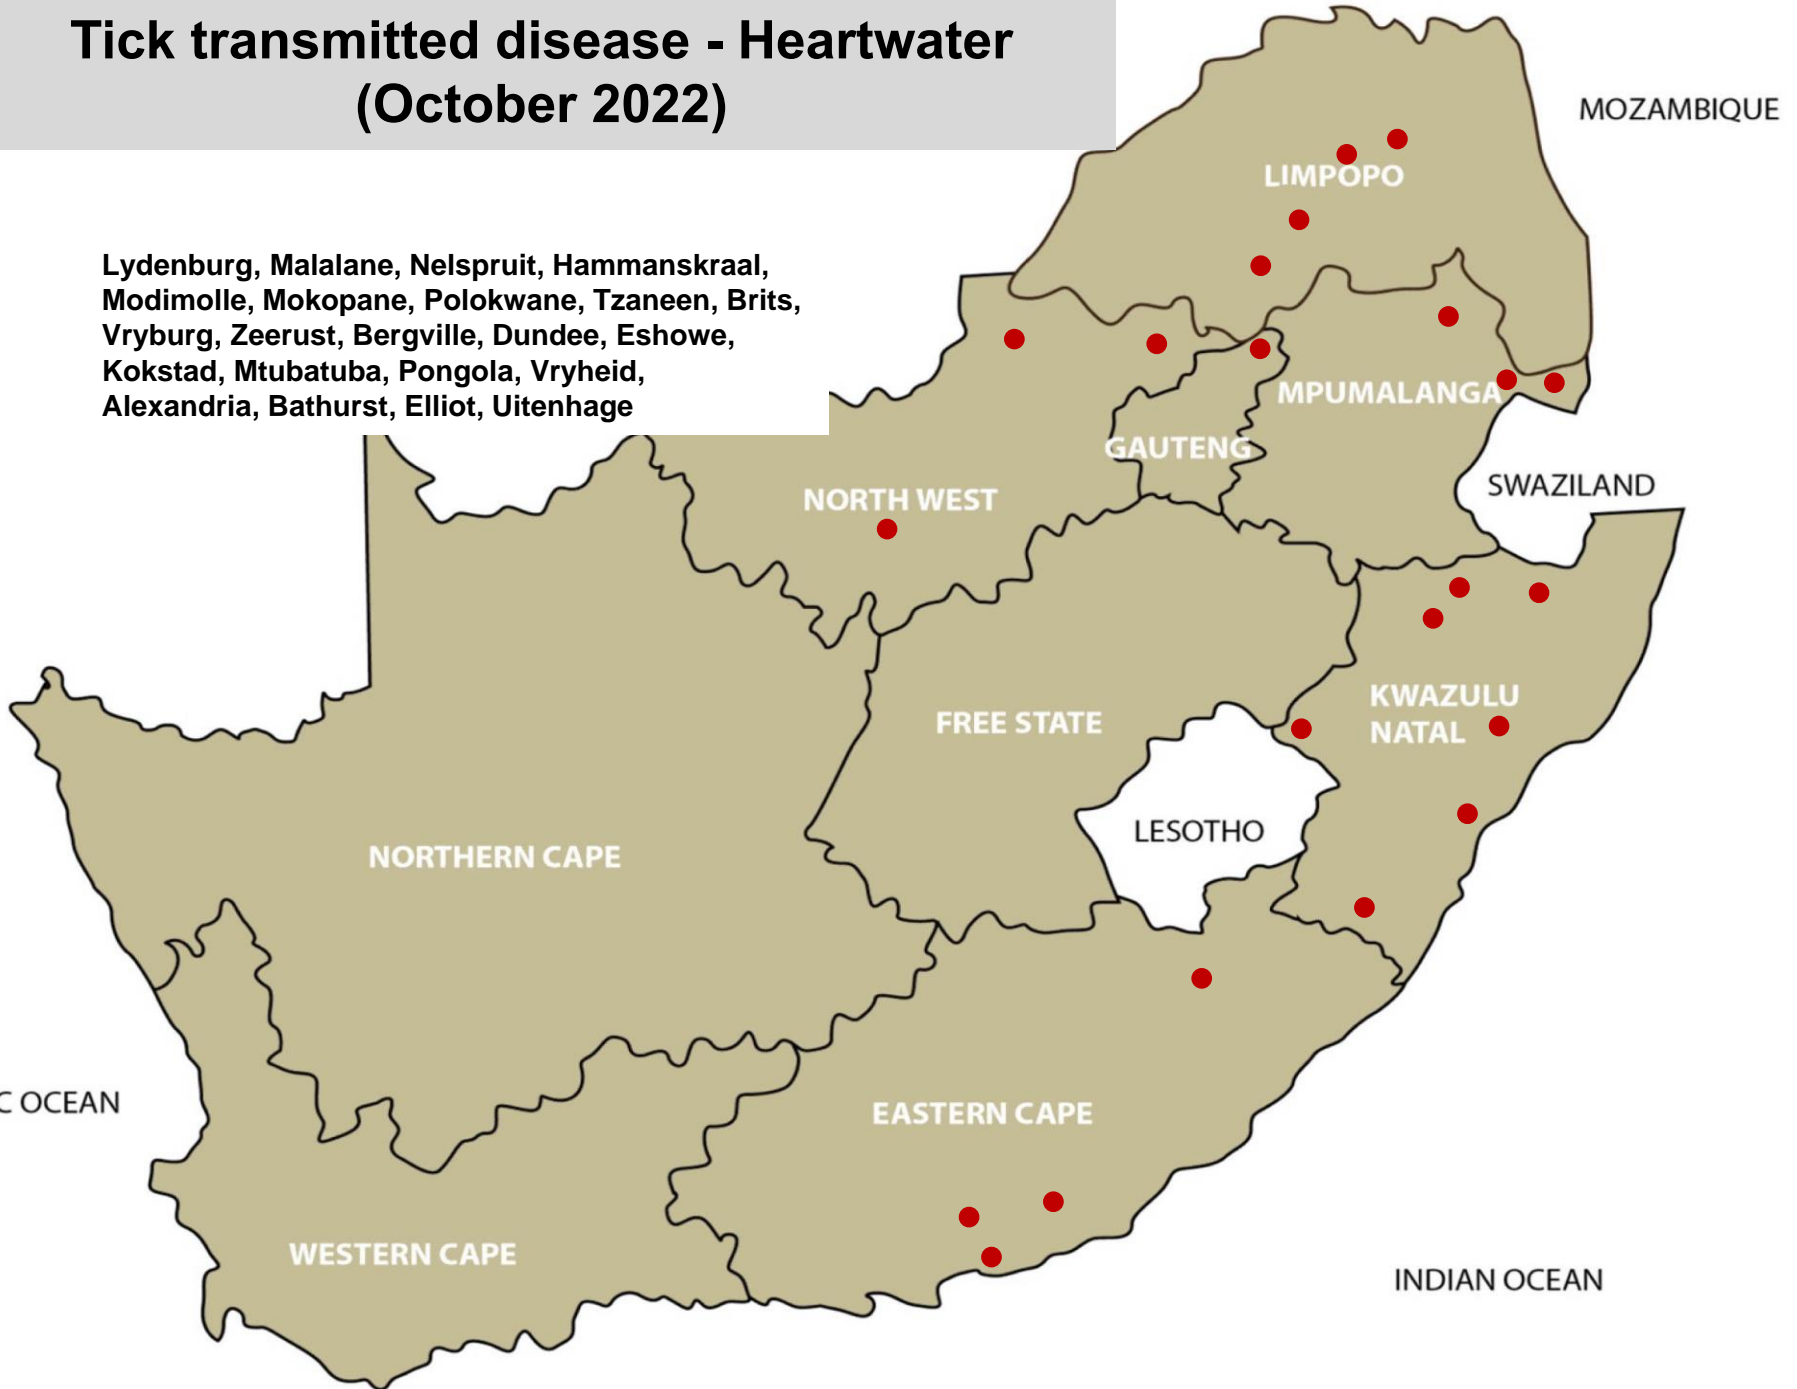 Tick transmitted disease - Heartwater
(October 2022)
MOZAMBIQUE
LIMPOPO
Lydenburg, Malalane, Nelspruit, Hammanskraal,
Modimolle, Mokopane, Polokwane, Tzaneen, Brits,
Vryburg, Zeerust, Bergville, Dundee, Eshowe,
Kokstad, Mtubatuba, Pongola, Vryheid,
Alexandria, Bathurst, Elliot, Uitenhage
MPUMALANGA
GAUTENG
SWAZILAND
NORTH WEST
KWAZULU
NATAL
FREE STATE
LESOTHO
NORTHERN CAPE
C OCEAN
EASTERN CAPE
WESTERN CAPE
INDIAN OCEAN